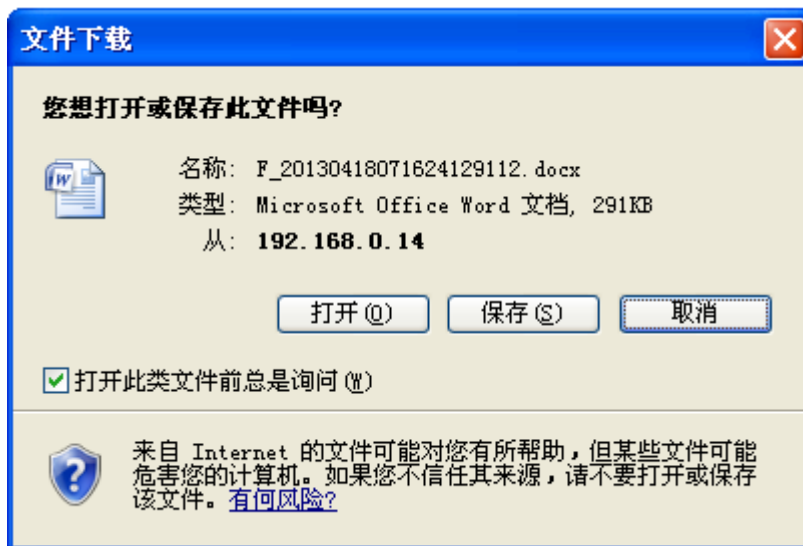 文件下载
您想打开或保存此文件吗?
名称: F_20130418071624129112.docx
类型: Microsoft Office Word 文档, 291KB
从: 192.168.0.14
打开(O) 保存(S) 取消
打开此类文件前总是询问(W)
来自 Internet 的文件可能对您有所帮助,但某些文件可能
危害您的计算机。如果您不信任其来源,请不要打开或保存
该文件。有何风险?